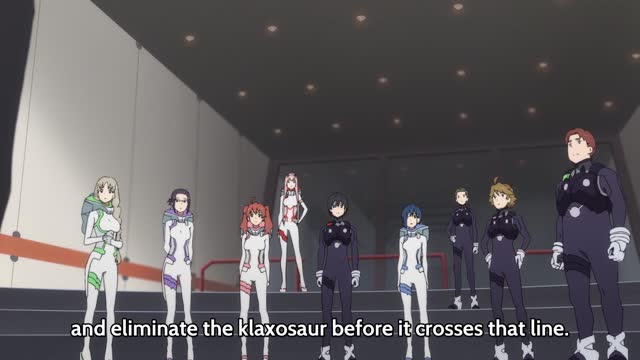 and eliminate the klaxosaur before it crosses that line.